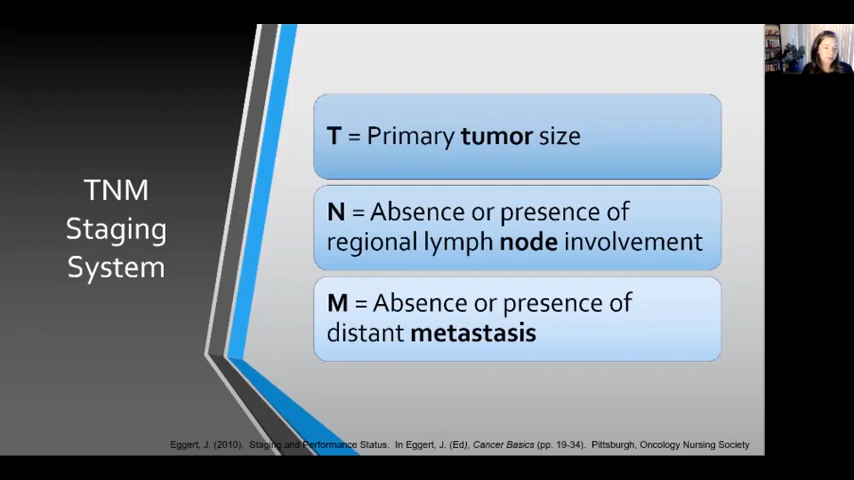 TNM
Staging
System
T = Primary tumor size
N = Absence or presence of
regional lymph node involvement
M = Absence or presence of
distant metastasis
Eggert, J. (2010). Staging and Performance Status. In Eggert, J. (Ed), Cancer Basics (pp. 19-34). Pittsburgh, Oncology Nursing Society